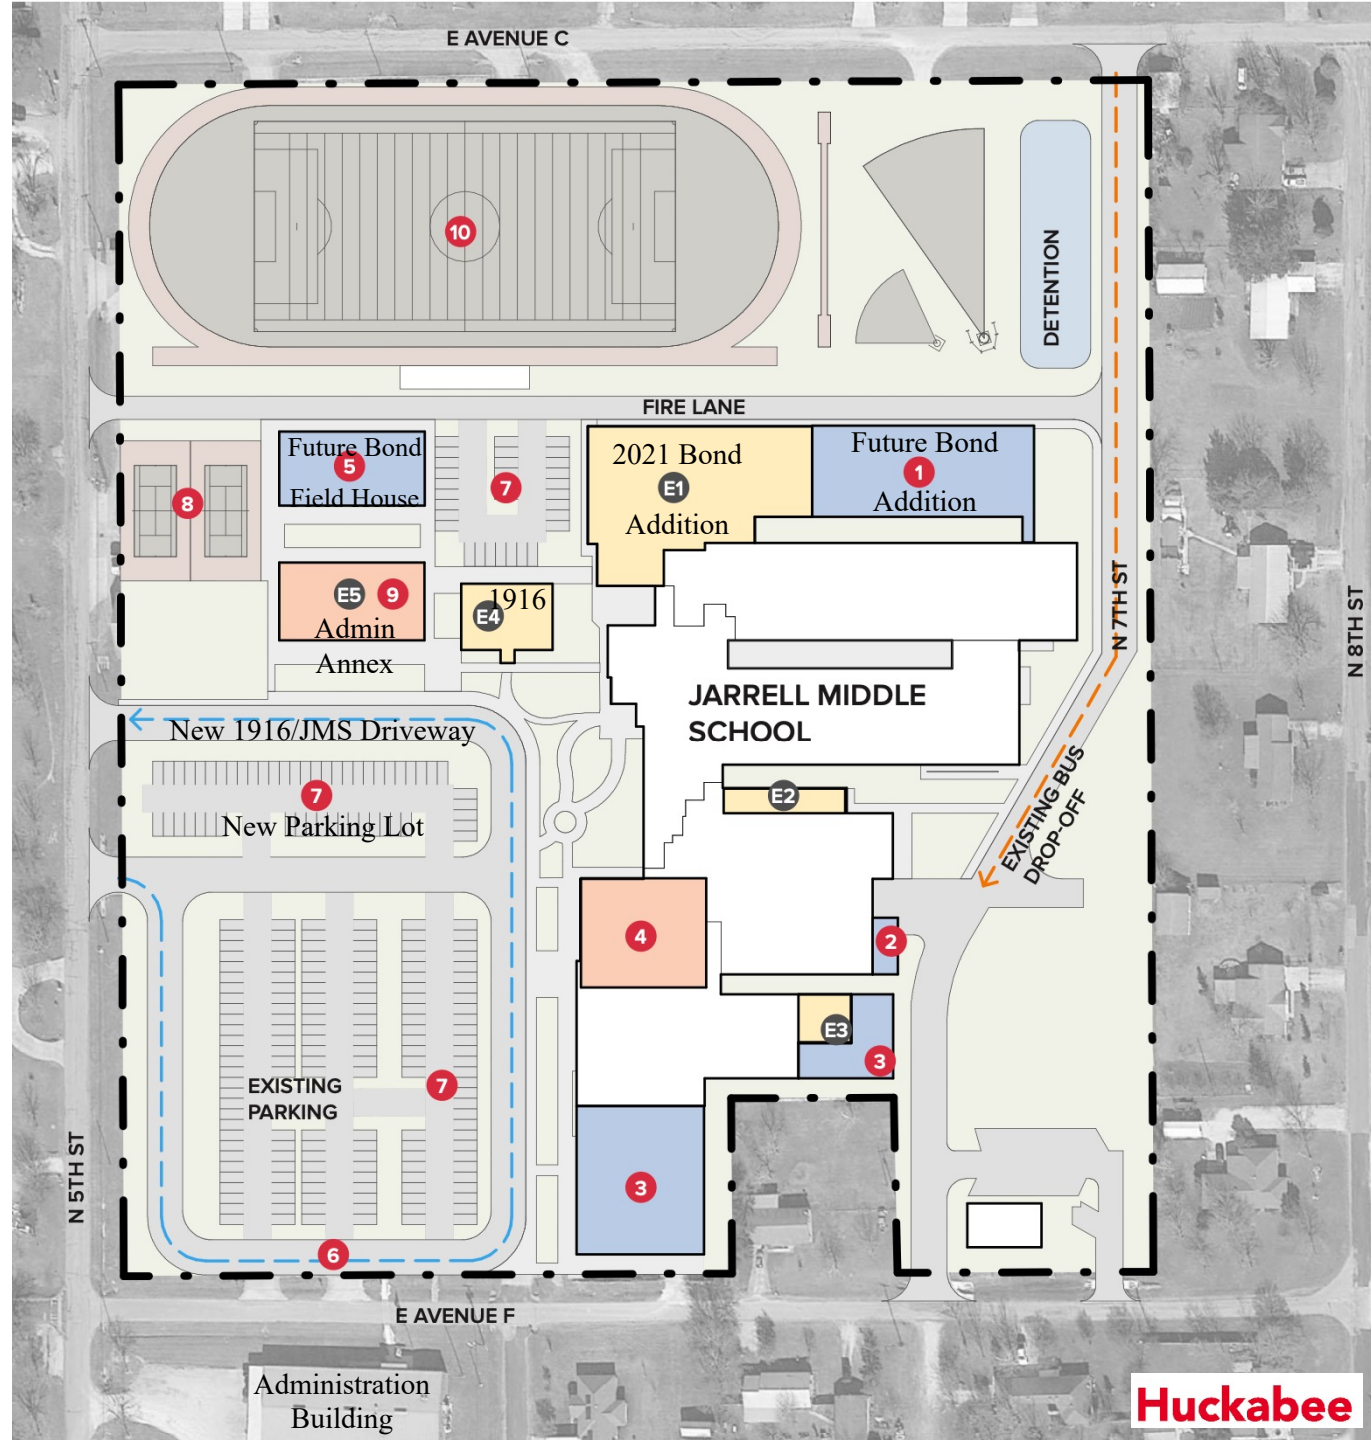 E AVENUE C
10
DETENTION
FIRE LANE
Future Bond
5
Field House
7
2021 Bond
E1
Addition
Future Bond
1
Addition
8
E5
9
Admin
Annex
1916
E4
N 7TH ST
N 8TH ST
JARRELL MIDDLE
SCHOOL
New 1916/JMS Driveway
7
New Parking Lot
E2
EXISTING BUS
DROP-OFF
4
2
E3
3
EXISTING
PARKING
7
N 5TH ST
3
6
E AVENUE F
Administration
Building
Huckabee